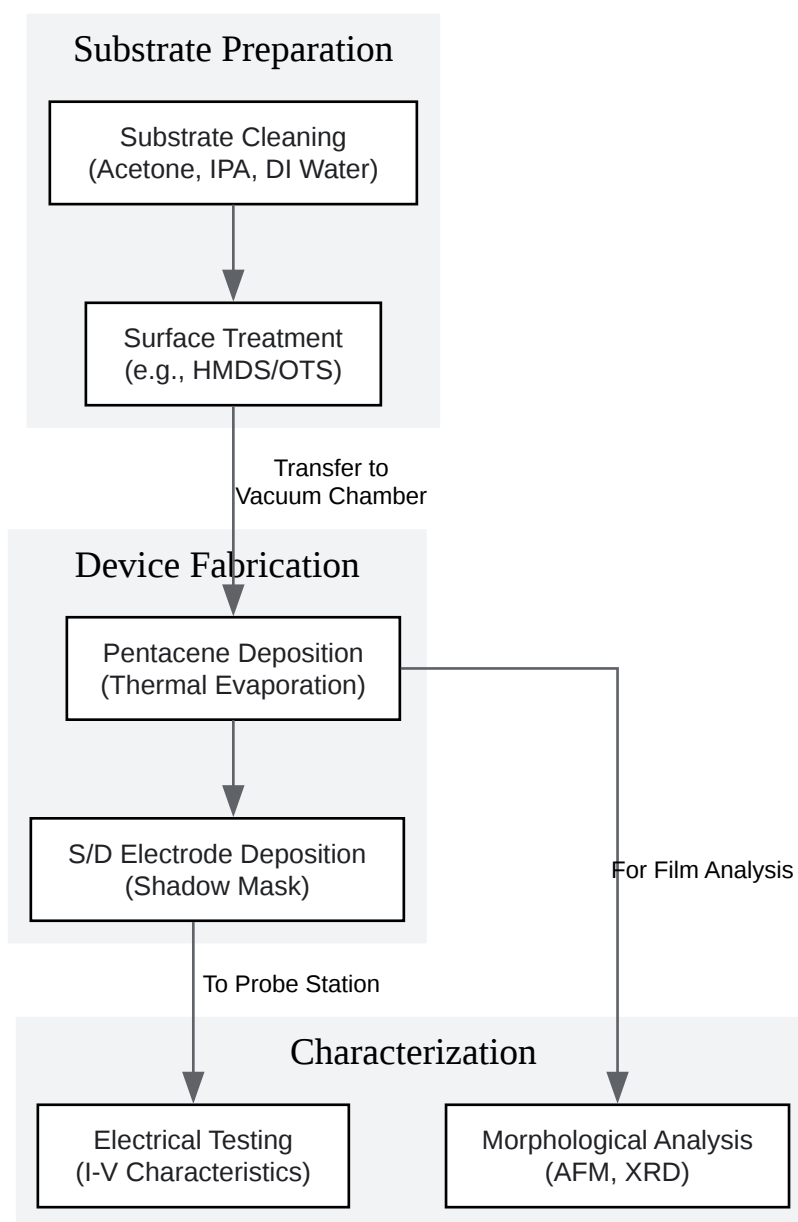 Substrate Preparation
Substrate Cleaning
(Acetone, IPA, DI Water)
Surface Treatment
(e.g., HMDS/OTS)
Transfer to
Vacuum Chamber
Device Fabrication
Pentacene Deposition
(Thermal Evaporation)
S/D Electrode Deposition
(Shadow Mask)
For Film Analysis
To Probe Station
Characterization
Electrical Testing
(I-V Characteristics)
Morphological Analysis
(AFM, XRD)